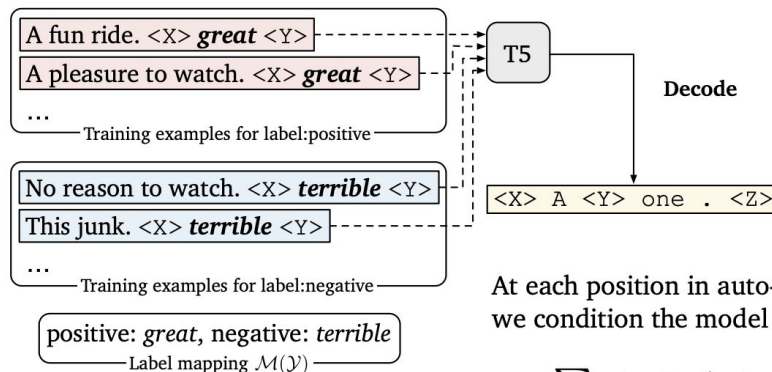 A fun ride. <X> great <Y>
A pleasure to watch. <X> great <Y>
...
Training examples for label:positive
No reason to watch. <X> terrible <Y>
This junk. <X> terrible <Y>
...
Training examples for label:negative
positive: great, negative: terrible
Label mapping M(Y)
T5
Decode
<X> A <Y> one . <Z>
At each position in auto-
we condition the model